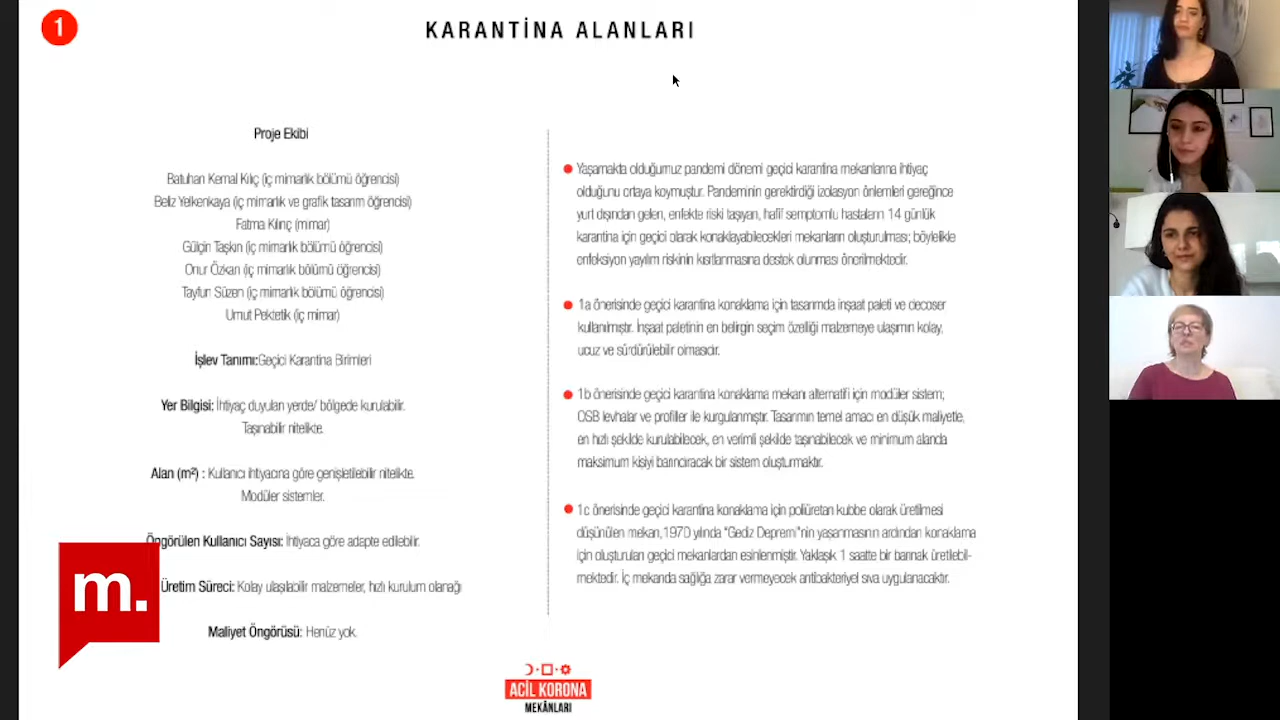 1
KARANTİNA ALANLARI
Proje Ekibi
Batuhan Kemal Kılıç (iç mimarlık bölümü öğrencisi)
Beliz Yelkenkaya (iç mimarlık ve grafik tasarım öğrencisi)
Fatma Kılınç (mimar)
Gülçin Taşkın (iç mimarlık bölümü öğrencisi)
Onur Özkan (iç mimarlık bölümü öğrencisi)
Tayfun Süzen (iç mimarlık bölümü öğrencisi)
Umut Pektetik (iç mimar)
İşlev Tanımı:Geçici Karantina Birimleri
Yer Bilgisi: İhtiyaç duyulan yerde/ bölgede kurulabilir.
Taşınabilir nitelikte.
Alan (m²) : Kullanıcı ihtiyacına göre genişletilebilir nitelikte.
Modüler sistemler.
Öngörülen Kullanıcı Sayısı: İhtiyaca göre adapte edilebilir.
Üretim Süreci: Kolay ulaşılabilir malzemeler, hızlı kurulum olanağı
Maliyet Öngörüsü: Henüz yok.
Yaşamakta olduğumuz pandemi dönemi geçici karantina mekanlarına ihtiyaç
olduğunu ortaya koymuştur. Pandeminin gerektirdiği izolasyon önlemleri gereğince
yurt dışından gelen, enfekte riski taşıyan, hafif semptomlu hastaların 14 günlük
karantina için geçici olarak konaklayabilecekleri mekanların oluşturulması; böylelikle
enfeksiyon yayılım riskinin kısıtlanmasına destek olunması önerilmektedir.
1a önerisinde geçici karantina konaklama için tasarımda inşaat paleti ve decoser
kullanılmıştır. İnşaat paletinin en belirgin seçim özelliği malzemeye ulaşımın kolay,
ucuz ve sürdürülebilir olmasıdır.
1b önerisinde geçici karantina konaklama mekanı alternatifi için modüler sistem;
OSB levhalar ve profiller ile kurgulanmıştır. Tasarımın temel amacı en düşük maliyetle,
en hızlı şekilde kurulabilecek, en verimli şekilde taşınabilecek ve minimum alanda
maksimum kişiyi barındıracak bir sistem oluşturmaktır.
1c önerisinde geçici karantina konaklama için poliüretan kubbe olarak üretilmesi
düşünülen mekan,1970 yılında "Gediz Depremi"nin yaşanmasının ardından konaklama
için oluşturulan geçici mekanlardan esinlenmiştir. Yaklaşık 1 saatte bir barınak üretilebil-
mektedir. İç mekanda sağlığa zarar vermeyecek antibakteriyel sıva uygulanacaktır.
m.
ACİL KORONA
MEKÂNLARI